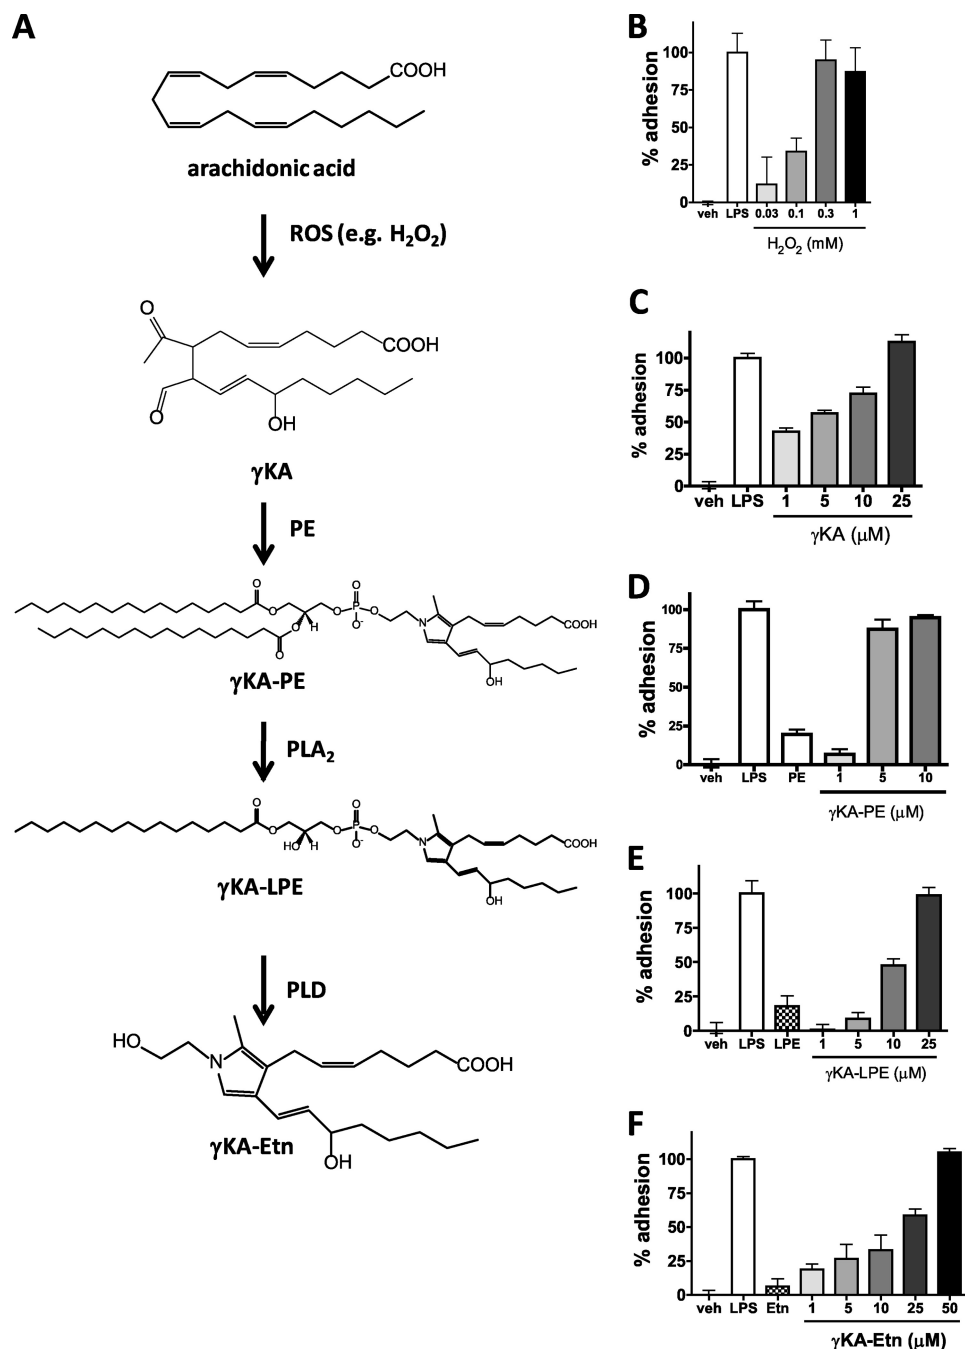 A
COOH
arachidonic acid
ROS (e.g. H₂O₂)
O
COOH
O
OH
γKA
PE
O
O
O
O
P
O
O⁻
O
H
O
N
COOH
OH
γKA-PE
PLA₂
O
O
O
O
P
O
O⁻
HO
H
N
COOH
OH
γKA-LPE
PLD
HO
N
COOH
OH
γKA-Etn
B
% adhesion
100
75
50
25
0
veh LPS 0.03 0.1 0.3 1
H₂O₂ (mM)
C
% adhesion
100
75
50
25
0
veh LPS 1 5 10 25
γKA (μM)
D
% adhesion
100
75
50
25
0
veh LPS PE 1 5 10
γKA-PE (μM)
E
% adhesion
100
75
50
25
0
veh LPS LPE 1 5 10 25
γKA-LPE (μM)
F
% adhesion
100
75
50
25
0
veh LPS Etn 1 5 10 25 50
γKA-Etn (μM)